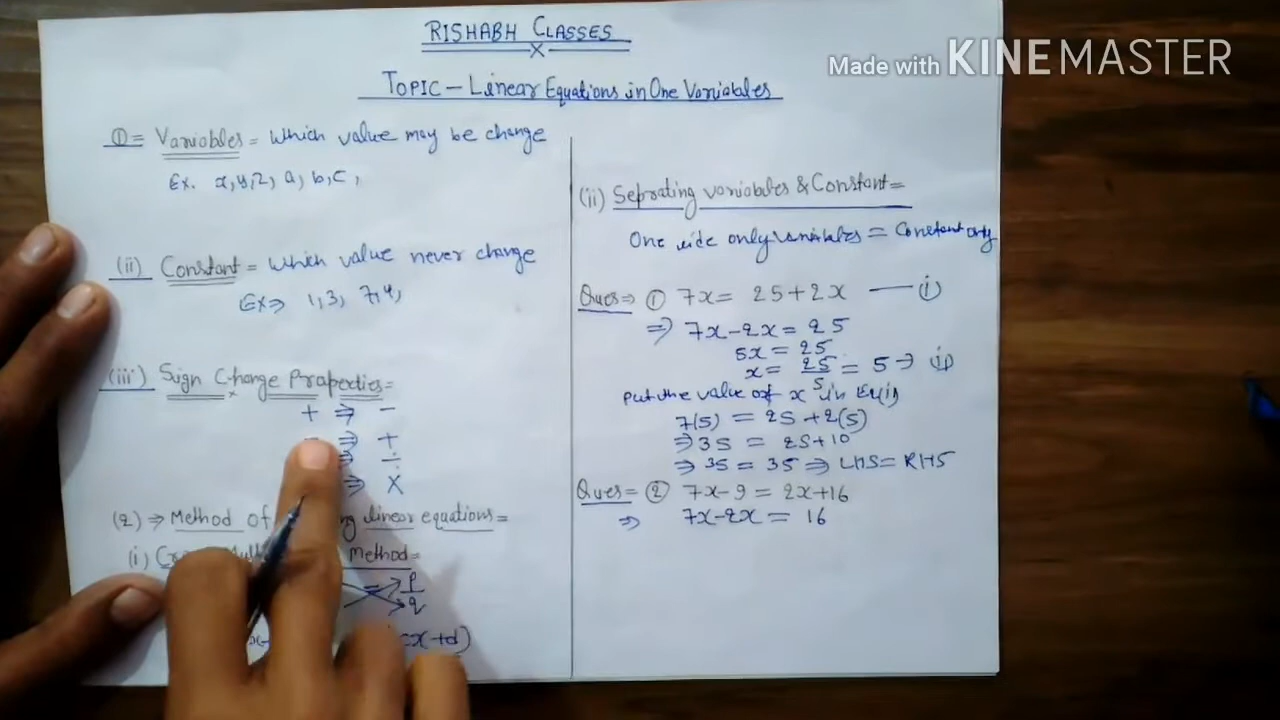 RISHABH CLASSES
Made with KINEMASTER
TOPIC - Linear Equations in One Variables
① = Variables = Which value may be change
Ex. x, y, z, a, b, c,
(ii) Constant = Which value never change
Ex ⇒ 1, 3, 7, 4,
(iii) Sign Change Properties =
+ ⇒ -
⇒ +
⇒ ÷
⇒ X
(2) ⇒ Method of linear equations =
(i) Method =
= p
q
x+d)
(ii) Seprating variables & Constant =
One side only variables = Constant only
Ques ⇒ ① 7x = 25+2x — (i)
⇒ 7x-2x = 25
5x = 25
x = 25 = 5 → (ii)
5
Put the value of x in Eq (i)
7(5) = 25+2(5)
⇒ 35 = 25+10
⇒ 35 = 35 ⇒ LHS = RHS
Ques = ② 7x-9 = 2x+16
⇒ 7x-2x = 16